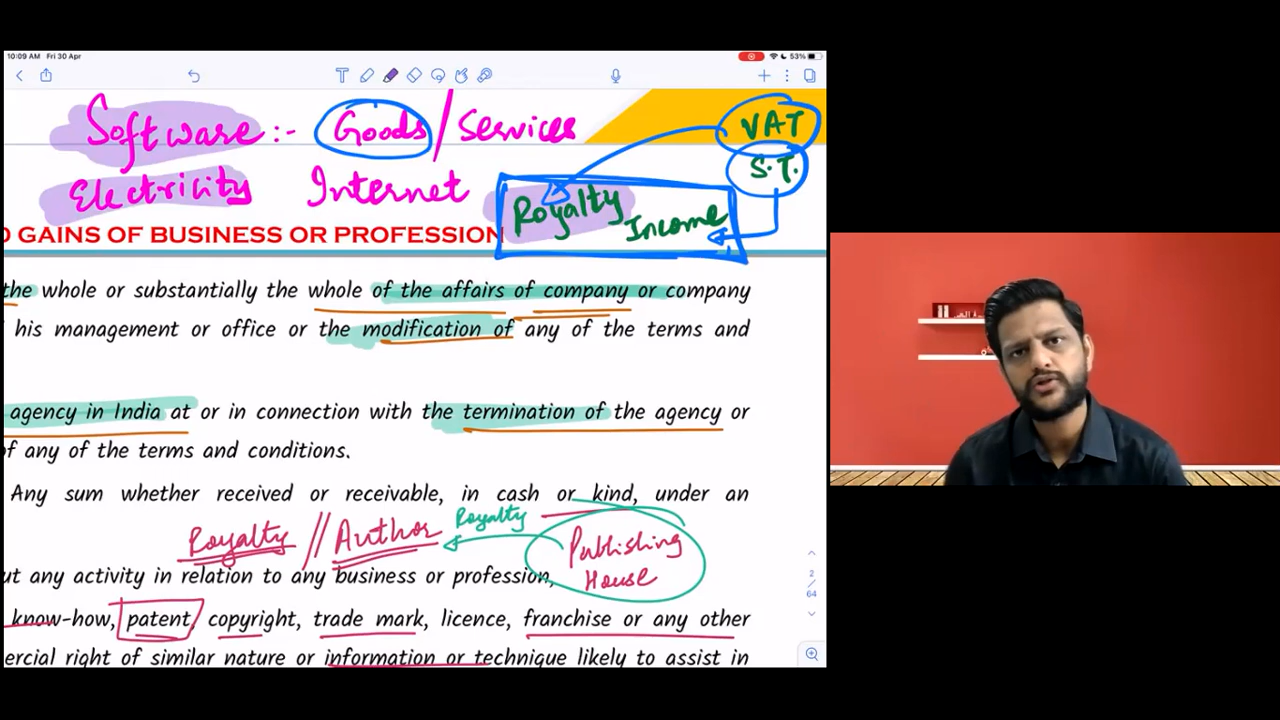 10:09 AM Fri 30 Apr
53%
T
Software :- Goods / Services
VAT
S.T.
Electricity Internet
Royalty Income
D GAINS OF BUSINESS OR PROFESSION
the whole or substantially the whole of the affairs of company or company
his management or office or the modification of any of the terms and
agency in India at or in connection with the termination of the agency or
of any of the terms and conditions.
Any sum whether received or receivable, in cash or kind, under an
Royalty // Author Royalty Publishing House
ut any activity in relation to any business or profession,
know-how, patent, copyright, trade mark, licence, franchise or any other
ercial right of similar nature or information or technique likely to assist in
2
/
64